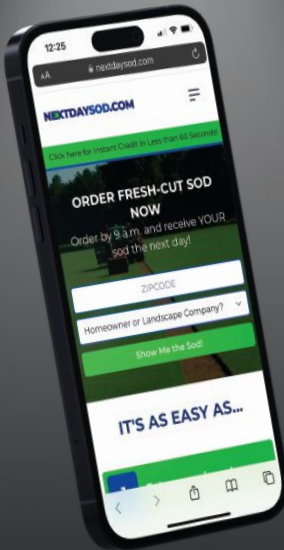 12:25
AA nextdaysod.com
NEXTDAYSOD.COM
Click here for Instant Credit in Less than 60 Seconds!
ORDER FRESH-CUT SOD
NOW
Order by 9 a.m. and receive YOUR
sod the next day!
ZIPCODE
Homeowner or Landscape Company?
Show Me the Sod!
IT'S AS EASY AS...